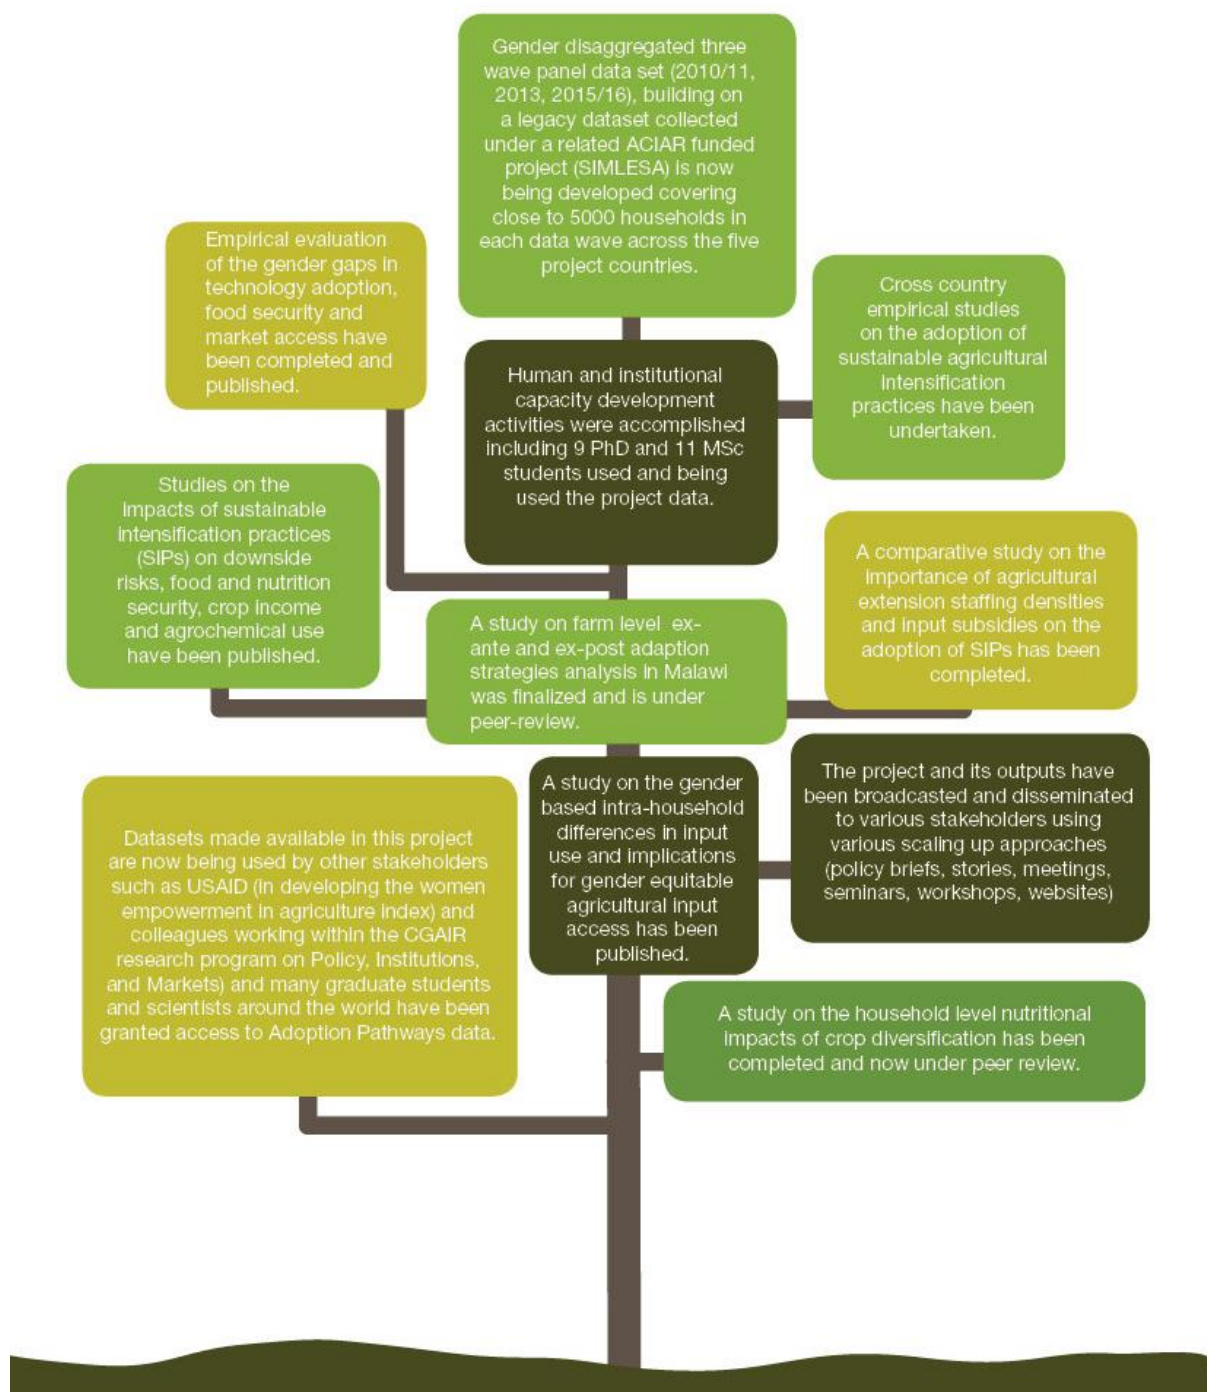 Gender disaggregated three
wave panel data set (2010/11,
2013, 2015/16), building on
a legacy dataset collected
under a related ACIAR funded
project (SIMLESA) is now
being developed covering
close to 5000 households in
each data wave across the five
project countries.
Empirical evaluation
of the gender gaps in
technology adoption,
food security and
market access have
been completed and
published.
Cross country
empirical studies
on the adoption of
sustainable agricultural
intensification
practices have been
undertaken.
Human and institutional
capacity development
activities were accomplished
including 9 PhD and 11 MSc
students used and being
used the project data.
Studies on the
impacts of sustainable
intensification practices
(SIPs) on downside
risks, food and nutrition
security, crop income
and agrochemical use
have been published.
A comparative study on the
importance of agricultural
extension staffing densities
and input subsidies on the
adoption of SIPs has been
completed.
A study on farm level ex-
ante and ex-post adaption
strategies analysis in Malawi
was finalized and is under
peer-review.
A study on the gender
based intra-household
differences in input
use and implications
for gender equitable
agricultural input
access has been
published.
The project and its outputs have
been broadcasted and disseminated
to various stakeholders using
various scaling up approaches
(policy briefs, stories, meetings,
seminars, workshops, websites)
Datasets made available in this project
are now being used by other stakeholders
such as USAID (in developing the women
empowerment in agriculture index) and
colleagues working within the CGAIR
research program on Policy, Institutions,
and Markets) and many graduate students
and scientists around the world have been
granted access to Adoption Pathways data.
A study on the household level nutritional
impacts of crop diversification has been
completed and now under peer review.